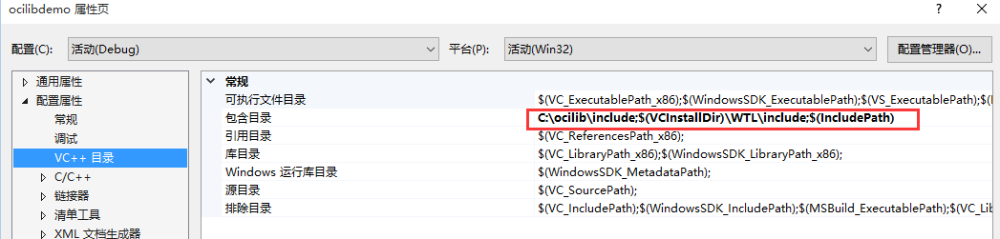 ocilibdemo 属性页
配置(C): 活动(Debug) 平台(P): 活动(Win32) 配置管理器(O)...
通用属性
配置属性
常规
调试
VC++ 目录
C/C++
链接器
清单工具
XML 文档生成器
常规
可执行文件目录 $(VC_ExecutablePath_x86);$(WindowsSDK_ExecutablePath);$(VS_ExecutablePath);$(
包含目录 C:\ocilib\include;$(VCInstallDir)\WTL\include;$(IncludePath)
引用目录 $(VC_ReferencesPath_x86);
库目录 $(VC_LibraryPath_x86);$(WindowsSDK_LibraryPath_x86);
Windows 运行库目录 $(WindowsSDK_MetadataPath);
源目录 $(VC_SourcePath);
排除目录 $(VC_IncludePath);$(WindowsSDK_IncludePath);$(MSBuild_ExecutablePath);$(VC_Lib